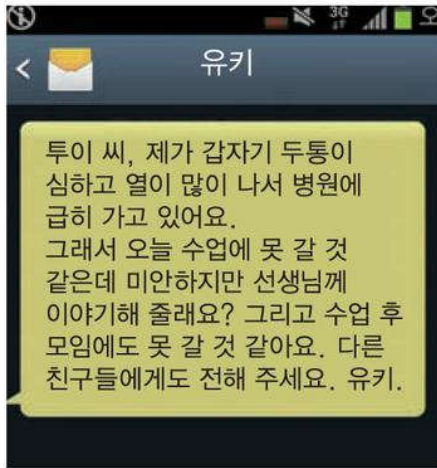 3G
오
유키
투이 씨, 제가 갑자기 두통이
심하고 열이 많이 나서 병원에
급히 가고 있어요.
그래서 오늘 수업에 못 갈 것
같은데 미안하지만 선생님께
이야기해 줄래요? 그리고 수업 후
모임에도 못 갈 것 같아요. 다른
친구들에게도 전해 주세요. 유키.